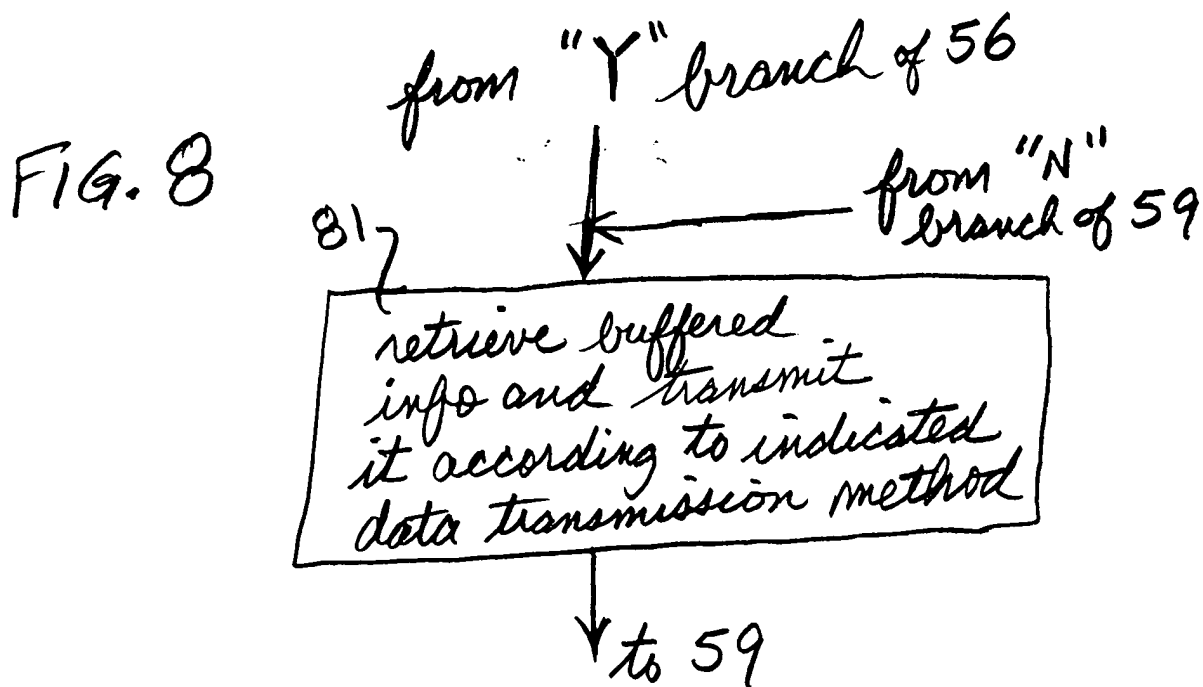 from "Y" branch of 56
FIG. 8
from "N"
branch of 59
81
retrieve buffered
info and transmit
it according to indicated
data transmission method
to 59